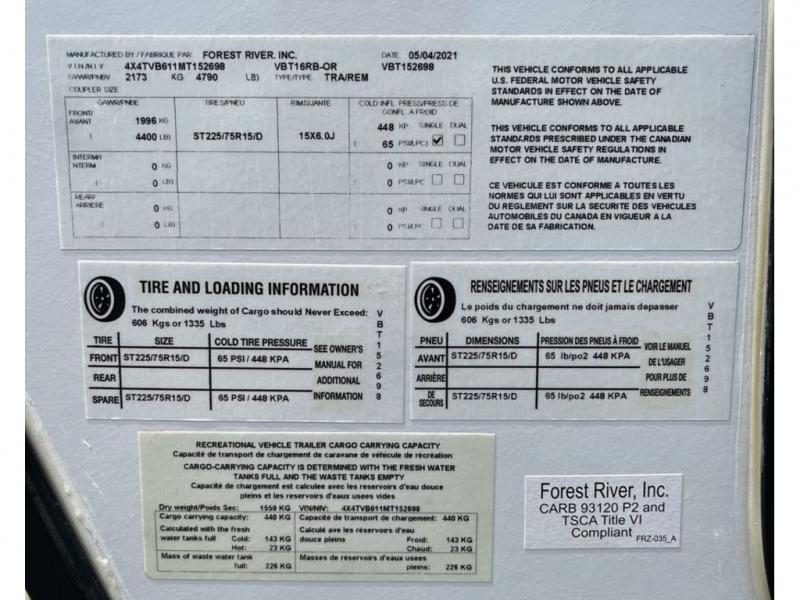 MANUFACTURED BY / FABRIQUE PAR FOREST RIVER, INC. DATE 05/04/2021
V I N / N I V 4X4TVB611MT152698 VBT16RB-OR VBT152698
GVWR/PNBV 2173 KG 4790 LB) TYPE/TYPE TRA/REM
COUPLER SIZE
GAWR/PNBE TIRES/PNEU RIMS/JANTE COLD INFL PRESS/PRESS DE GONFL A FROID
FRONT/ AVANT 1996 KG 448 KP SINGLE DUAL
( 4400 LB) ST225/75R15/D 15X6.0J ( 65 PSI/LPC)
INTERM/I NTERM 0 KG 0 KP SINGLE DUAL
( 0 LB) ( 0 PSI/LPC
REAR/ ARRIERE 0 KG 0 KP SINGLE DUAL
( 0 LB) 0 PSI/LPC
THIS VEHICLE CONFORMS TO ALL APPLICABLE
U.S. FEDERAL MOTOR VEHICLE SAFETY
STANDARDS IN EFFECT ON THE DATE OF
MANUFACTURE SHOWN ABOVE.
THIS VEHICLE CONFORMS TO ALL APPLICABLE
STANDARDS PRESCRIBED UNDER THE CANADIAN
MOTOR VEHICLE SAFETY REGULATIONS IN
EFFECT ON THE DATE OF MANUFACTURE.
CE VEHICULE EST CONFORME A TOUTES LES
NORMES QUI LUI SONT APPLICABLES EN VERTU
DU REGLEMENT SUR LA SECURITE DES VEHICULES
AUTOMOBILES DU CANADA EN VIGUEUR A LA
DATE DE SA FABRICATION.
TIRE AND LOADING INFORMATION
The combined weight of Cargo should Never Exceed:
606 Kgs or 1335 Lbs
TIRE SIZE COLD TIRE PRESSURE
FRONT ST225/75R15/D 65 PSI / 448 KPA
REAR
SPARE ST225/75R15/D 65 PSI / 448 KPA
SEE OWNER'S
MANUAL FOR
ADDITIONAL
INFORMATION
VBT152698
RENSEIGNEMENTS SUR LES PNEUS ET LE CHARGEMENT
Le poids du chargement ne doit jamais depasser
606 Kgs or 1335 Lbs
PNEU DIMENSIONS PRESSION DES PNEUS À FROID
AVANT ST225/75R15/D 65 lb/po2 448 KPA
ARRIÈRE
DE SECOURS ST225/75R15/D 65 lb/po2 448 KPA
VOIR LE MANUEL
DE L'USAGER
POUR PLUS DE
RENSEIGNEMENTS
VBT152698
RECREATIONAL VEHICLE TRAILER CARGO CARRYING CAPACITY
Capacité de transport de chargement de caravane de véhicule de récréation
CARGO-CARRYING CAPACITY IS DETERMINED WITH THE FRESH WATER
TANKS FULL AND THE WASTE TANKS EMPTY
Capacité de chargement est calculée avec les reservoirs d'eau douce
pleins et les reservoirs d'eaux usees vides
Dry weight/Poids Sec: 1559 KG VIN/NIV: 4X4TVB611MT152698
Cargo carrying capacity: 440 KG Capacité de transport de chargement: 440 KG
Calculated with the fresh Calculé ave les réservoirs d'eau
water tanks full Cold: 143 KG douce pleins Froid: 143 KG
Hot: 23 KG Chaud: 23 KG
Mass of waste water tank Masses de réservoirs d'eaux usees
full: 226 KG pleins: 226 KG
Forest River, Inc.
CARB 93120 P2 and
TSCA Title VI
Compliant FRZ-035_A